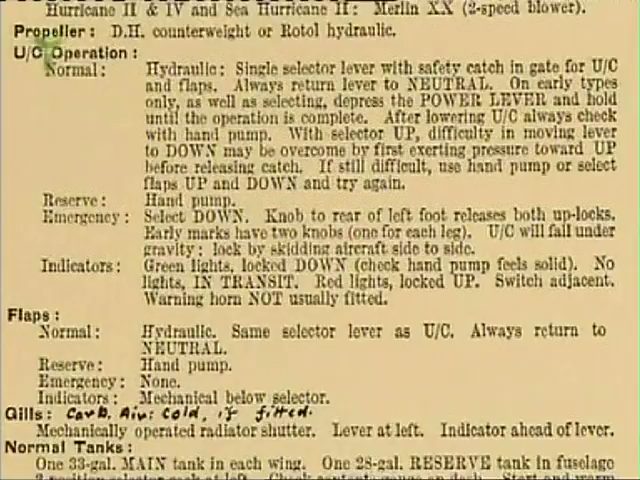 Hurricane II & IV and Sea Hurricane II: Merlin XX (2-speed blower).
Propeller: D.H. counterweight or Rotol hydraulic.
U/C Operation:
Normal: Hydraulic: Single selector lever with safety catch in gate for U/C
and flaps. Always return lever to NEUTRAL. On early types
only, as well as selecting, depress the POWER LEVER and hold
until the operation is complete. After lowering U/C always check
with hand pump. With selector UP, difficulty in moving lever
to DOWN may be overcome by first exerting pressure toward UP
before releasing catch. If still difficult, use hand pump or select
flaps UP and DOWN and try again.
Reserve: Hand pump.
Emergency: Select DOWN. Knob to rear of left foot releases both up-locks.
Early marks have two knobs (one for each leg). U/C will fall under
gravity: lock by skidding aircraft side to side.
Indicators: Green lights, locked DOWN (check hand pump feels solid). No
lights, IN TRANSIT. Red lights, locked UP. Switch adjacent.
Warning horn NOT usually fitted.
Flaps:
Normal: Hydraulic. Same selector lever as U/C. Always return to
NEUTRAL.
Reserve: Hand pump.
Emergency: None.
Indicators: Mechanical below selector.
Gills: Carb. Air: Cold, if fitted.
Mechanically operated radiator shutter. Lever at left. Indicator ahead of lever.
Normal Tanks:
One 33-gal. MAIN tank in each wing. One 28-gal. RESERVE tank in fuselage